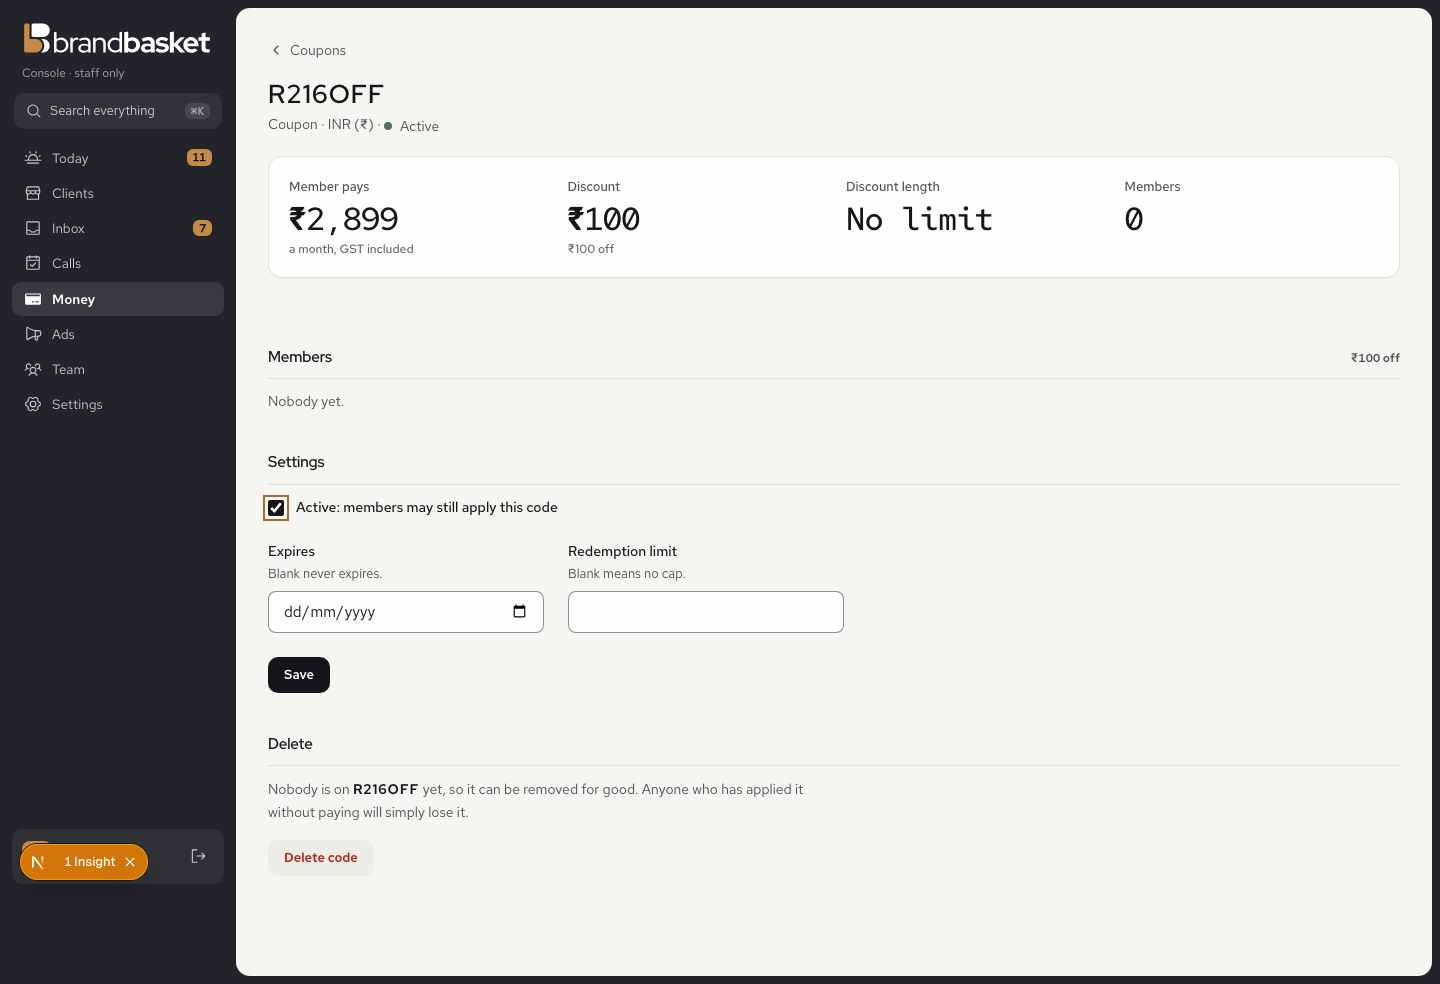 brandbasket
Console · staff only
Search everything ⌘K
Today 11
Clients
Inbox 7
Calls
Money
Ads
Team
Settings
1 Insight
Coupons
R216OFF
Coupon · INR (₹) · Active
Member pays
₹2,899
a month, GST included
Discount
₹100
₹100 off
Discount length
No limit
Members
0
Members ₹100 off
Nobody yet.
Settings
Active: members may still apply this code
Expires
Blank never expires.
dd/mm/yyyy
Redemption limit
Blank means no cap.
Save
Delete
Nobody is on R216OFF yet, so it can be removed for good. Anyone who has applied it
without paying will simply lose it.
Delete code